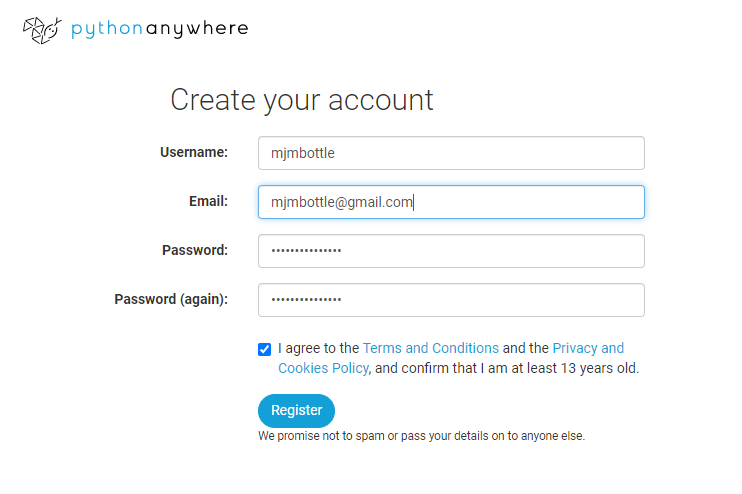 pythonanywhere
Create your account
Username: mjmbottle
Email: mjmbottle@gmail.com
Password: •••••••••••••••
Password (again): •••••••••••••••
I agree to the Terms and Conditions and the Privacy and
Cookies Policy, and confirm that I am at least 13 years old.
Register
We promise not to spam or pass your details on to anyone else.